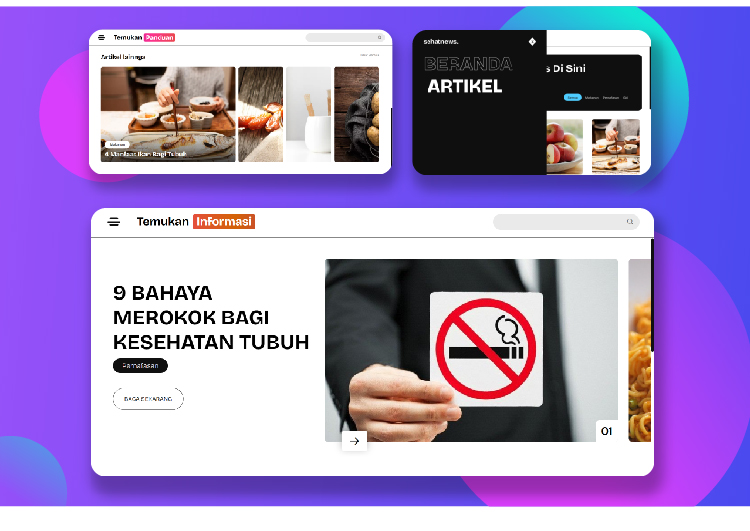 Temukan Panduan
Artikel lainnya
Makanan
4 Manfaat Ikan Bagi Tubuh
sehatnews.
BERANDA
ARTIKEL
s Di Sini
Temukan Informasi
9 BAHAYA
MEROKOK BAGI
KESEHATAN TUBUH
BACA SEKARANG
01